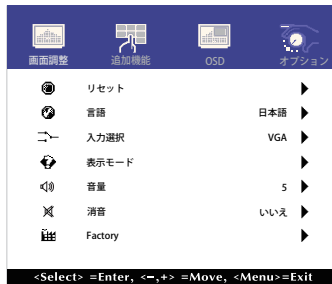 画面調整 追加機能 OSD オプション
リセット
言語 日本語
入力選択 VGA
表示モード
音量 5
消音 いいえ
Factory
<Select> =Enter, <−,+> =Move, <Menu>=Exit